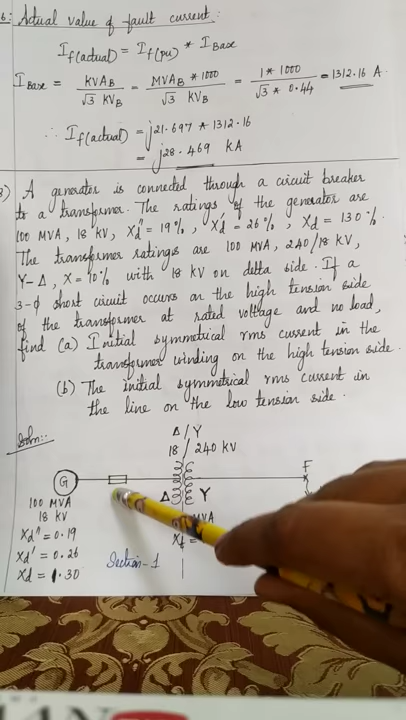 6: Actual value of fault current:
If(actual) = If(pu) * IBase
IBase = KVAB / √3 KVB = MVAB * 1000 / √3 KVB = 1 * 1000 / √3 * 0.44 = 1312.16 A.
∴ If(actual) = j21.697 * 1312.16
= j28.469 KA
) A generator is connected through a circuit breaker
to a transformer. The ratings of the generator are
100 MVA, 18 KV, Xd'' = 19%, Xd' = 26%, Xd = 130%.
The transformer ratings are 100 MVA, 240/18 KV,
Y-Δ, X = 10% with 18 KV on delta side. If a
3-φ short circuit occurs on the high tension side
of the transformer at rated voltage and no load,
find (a) Initial symmetrical rms current in the
transformer winding on the high tension side.
(b) The initial symmetrical rms current in
the line on the low tension side.
Soln:-
Δ/Y
18/240 KV
F
G
Δ
Y
100 MVA
18 KV
MVA
Xd'' = 0.19
Xt =
Xd' = 0.26
Section-1
Xd = 1.30